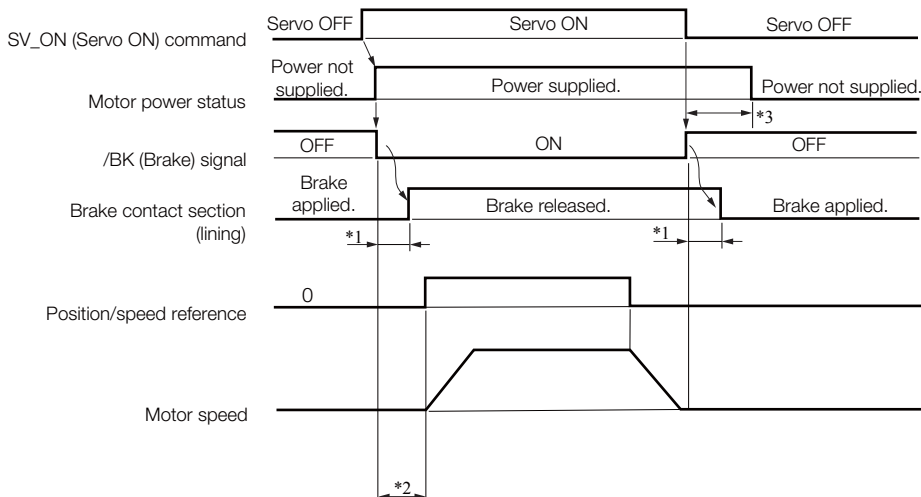 SV_ON (Servo ON) command
Servo OFF
Servo ON
Servo OFF
Motor power status
Power not
supplied.
Power supplied.
Power not supplied.
*3
/BK (Brake) signal
OFF
ON
OFF
Brake contact section
(lining)
Brake
applied.
Brake released.
Brake applied.
*1
*1
Position/speed reference
0
Motor speed
*2